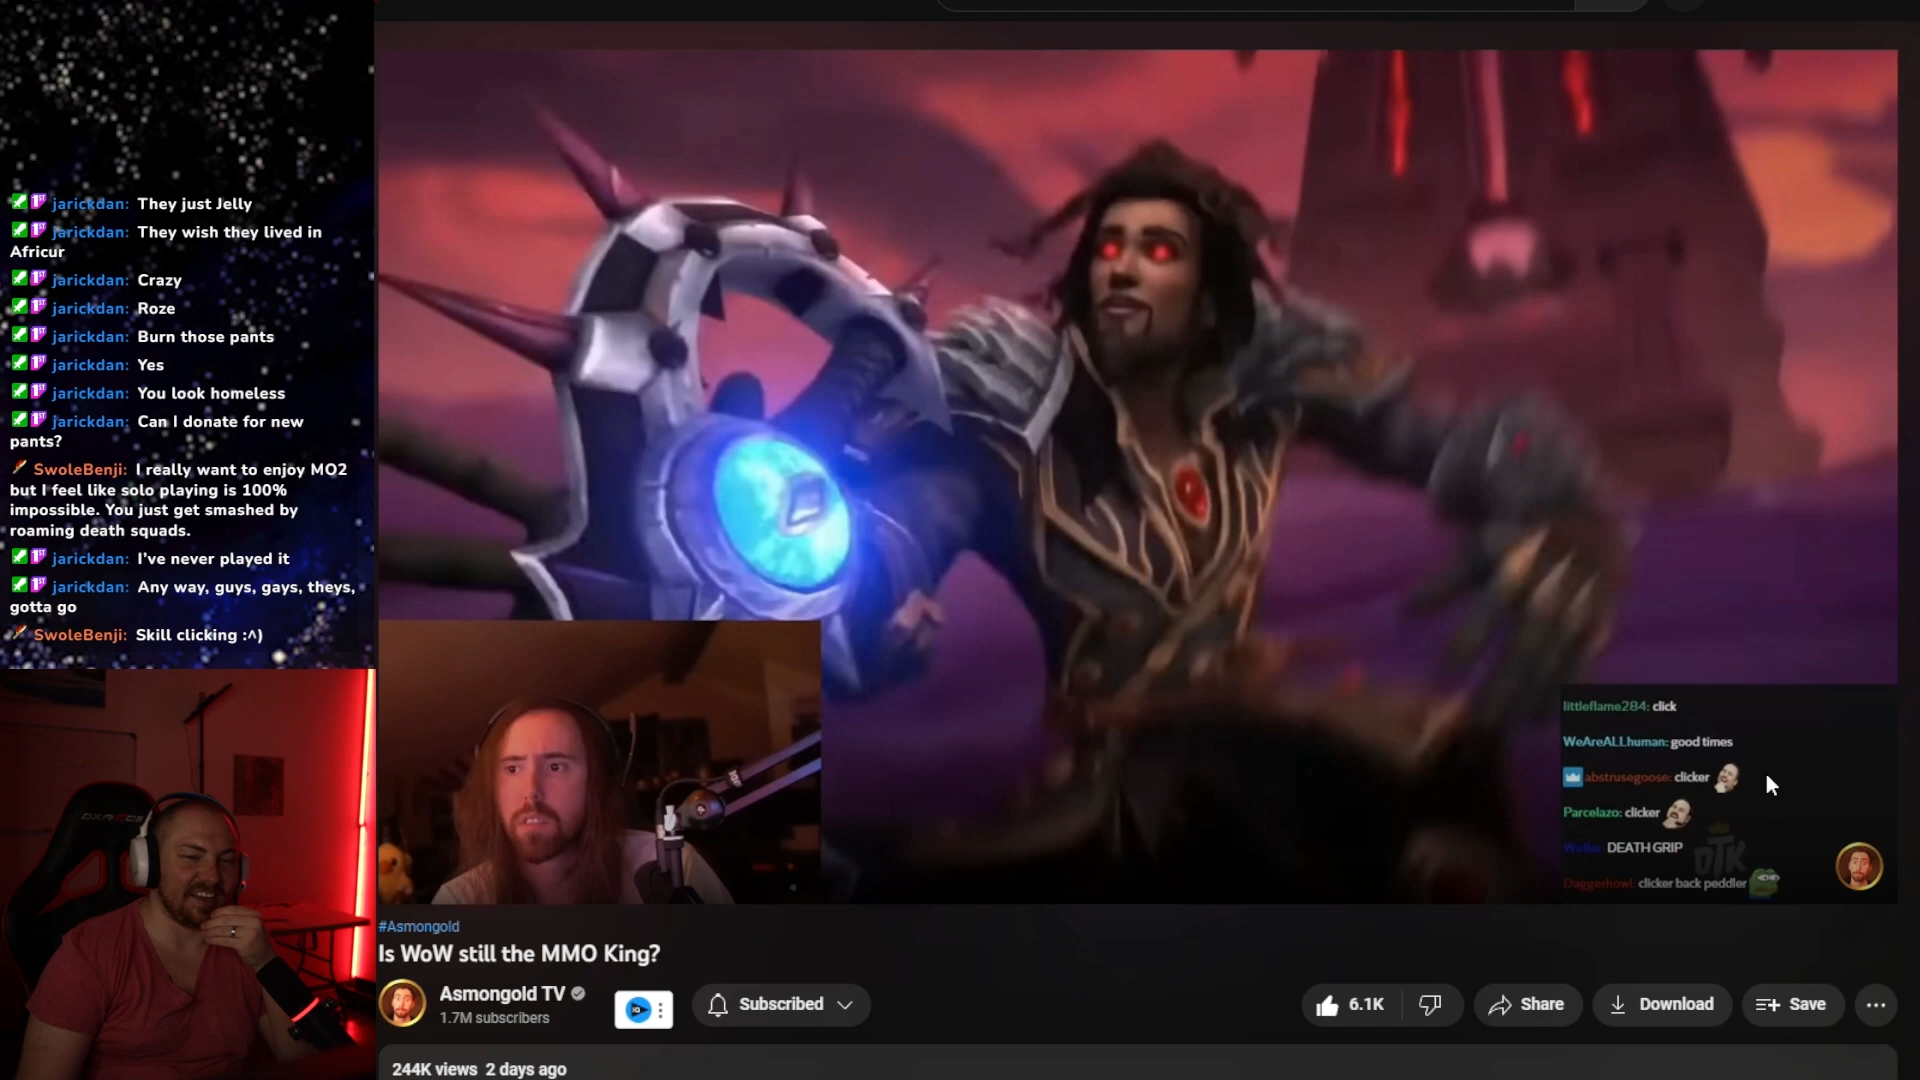 jarickdan: They just Jelly
jarickdan: They wish they lived in
Africur
jarickdan: Crazy
jarickdan: Roze
jarickdan: Burn those pants
jarickdan: Yes
jarickdan: You look homeless
jarickdan: Can I donate for new
pants?
SwoleBenji: I really want to enjoy MO2
but I feel like solo playing is 100%
impossible. You just get smashed by
roaming death squads.
jarickdan: I've never played it
jarickdan: Any way, guys, gays, theys,
gotta go
SwoleBenji: Skill clicking :^)
littleflame284: click
WeAreALLhuman: good times
abstrusegoose: clicker
Parcelazo: clicker
DEATH GRIP
OTK
Daggerhowl: clicker back peddler
#Asmongold
Is WoW still the MMO King?
Asmongold TV
1.7M subscribers
IQ
Subscribed
6.1K
Share
Download
Save
244K views 2 days ago